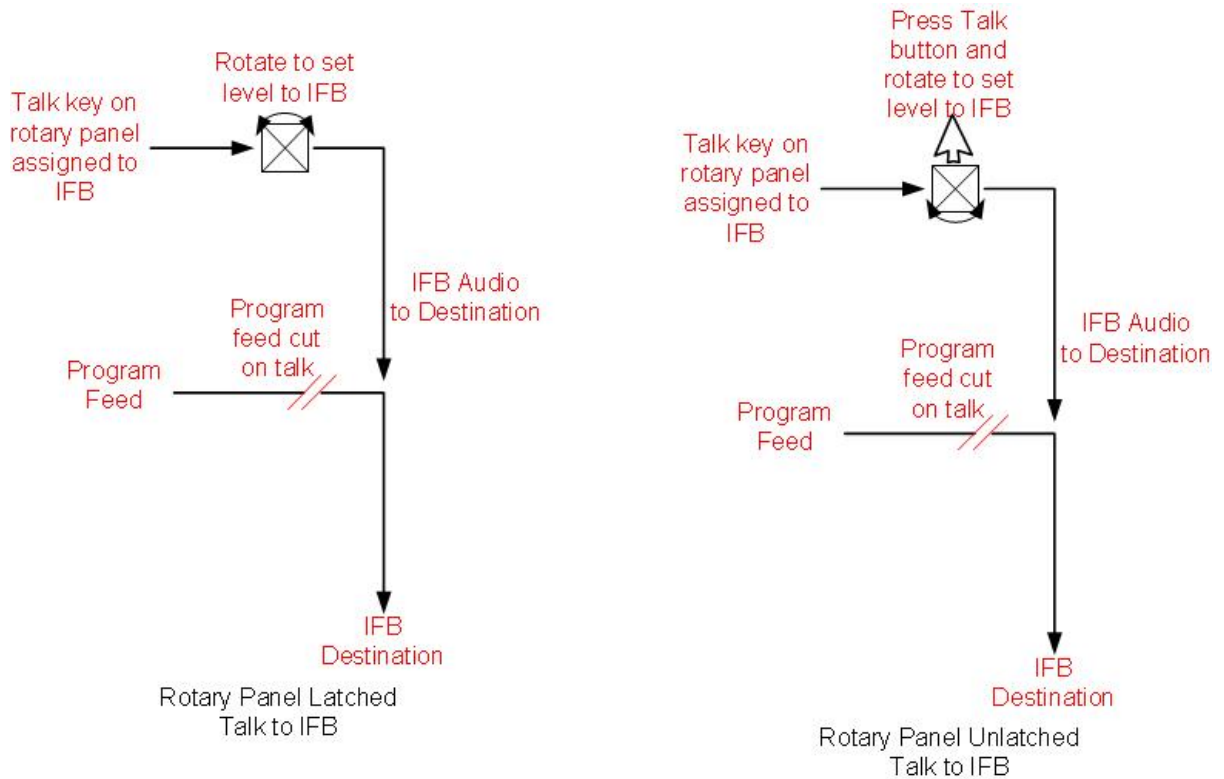 Rotate to set
level to IFB
Talk key on
rotary panel
assigned to
IFB
IFB Audio
to Destination
Program
feed cut
on talk
Program
Feed
IFB
Destination
Rotary Panel Latched
Talk to IFB
Press Talk
button and
rotate to set
level to IFB
Talk key on
rotary panel
assigned to
IFB
IFB Audio
to Destination
Program
feed cut
on talk
Program
Feed
IFB
Destination
Rotary Panel Unlatched
Talk to IFB